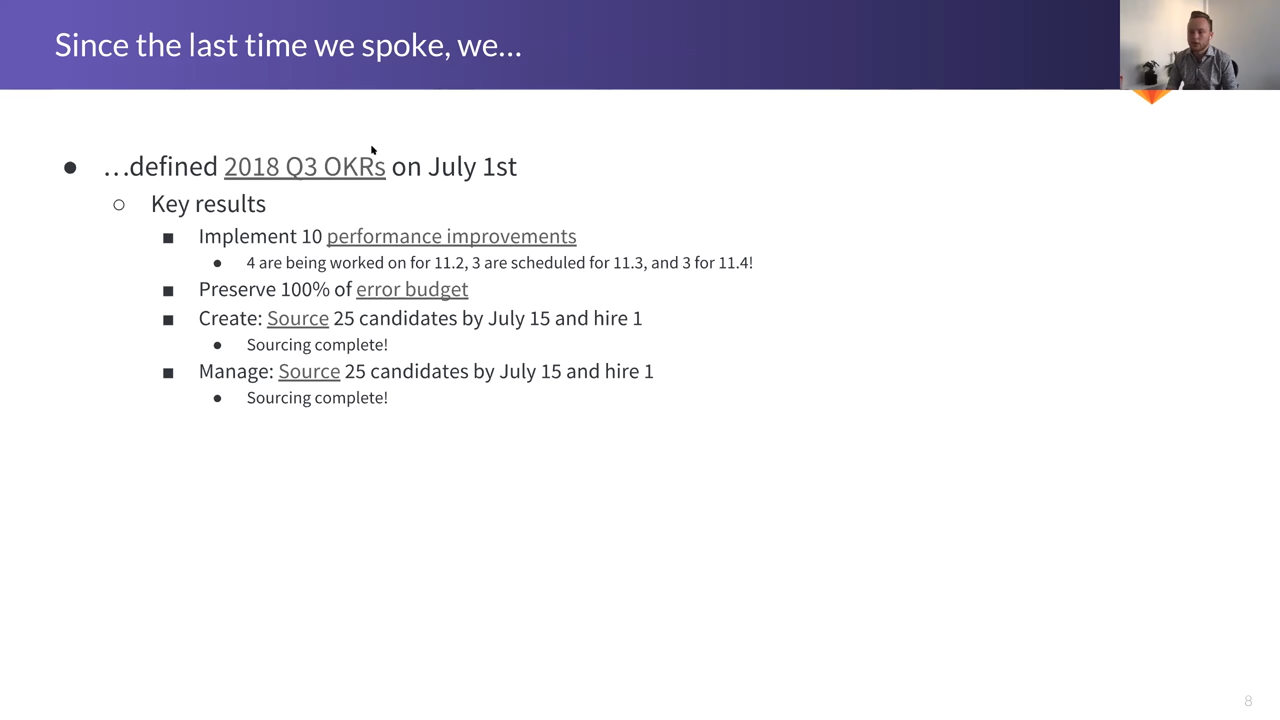 Since the last time we spoke, we...
● ...defined 2018 Q3 OKRs on July 1st
○ Key results
■ Implement 10 performance improvements
● 4 are being worked on for 11.2, 3 are scheduled for 11.3, and 3 for 11.4!
■ Preserve 100% of error budget
■ Create: Source 25 candidates by July 15 and hire 1
● Sourcing complete!
■ Manage: Source 25 candidates by July 15 and hire 1
● Sourcing complete!
8